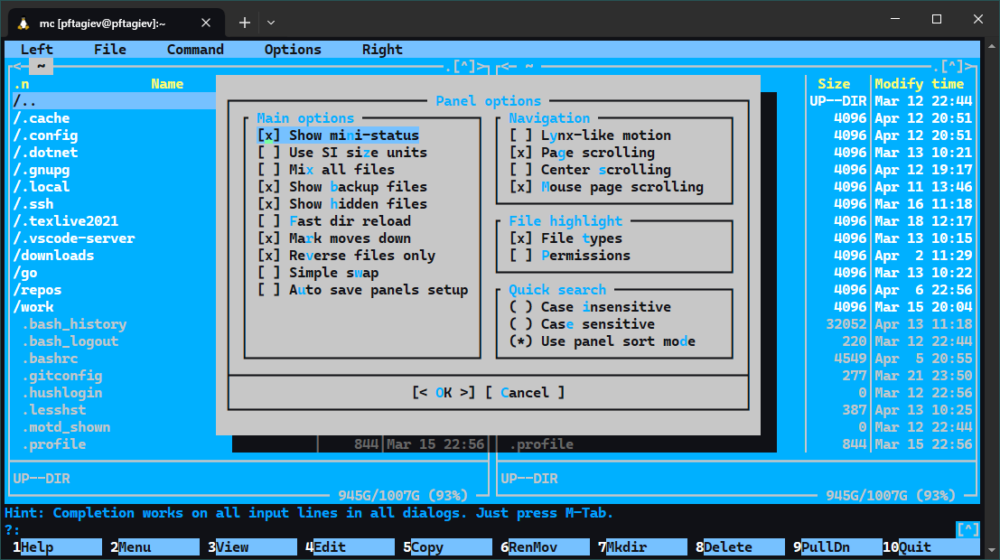 mc [pftagiev@pftagiev]:~
Left File Command Options Right
<— ~ .[^]> <— ~ .[^]>
.n Name Size Modify time
/.. UP--DIR Mar 12 22:44
/.cache 4096 Apr 12 20:51
/.config 4096 Apr 12 20:51
/.dotnet 4096 Mar 13 10:21
/.gnupg 4096 Apr 12 19:17
/.local 4096 Apr 11 13:46
/.ssh 4096 Mar 16 11:18
/.texlive2021 4096 Mar 18 12:17
/.vscode-server 4096 Mar 13 10:15
/downloads 4096 Apr 2 11:29
/go 4096 Mar 13 10:22
/repos 4096 Apr 6 22:56
/work 4096 Mar 15 20:04
.bash_history 32052 Apr 13 11:18
.bash_logout 220 Mar 12 22:44
.bashrc 4549 Apr 5 20:55
.gitconfig 277 Mar 21 23:50
.hushlogin 0 Mar 12 22:56
.lesshst 387 Apr 13 10:25
.motd_shown 0 Mar 12 22:44
.profile 844 Mar 15 22:56 .profile 844 Mar 15 22:56
Panel options
Main options
[x] Show mini-status
[ ] Use SI size units
[ ] Mix all files
[x] Show backup files
[x] Show hidden files
[ ] Fast dir reload
[x] Mark moves down
[x] Reverse files only
[ ] Simple swap
[ ] Auto save panels setup
Navigation
[ ] Lynx-like motion
[x] Page scrolling
[ ] Center scrolling
[x] Mouse page scrolling
File highlight
[x] File types
[ ] Permissions
Quick search
( ) Case insensitive
( ) Case sensitive
(*) Use panel sort mode
[< OK >] [ Cancel ]
UP--DIR UP--DIR
945G/1007G (93%) 945G/1007G (93%)
Hint: Completion works on all input lines in all dialogs. Just press M-Tab.
?: [^]
1Help 2Menu 3View 4Edit 5Copy 6RenMov 7Mkdir 8Delete 9PullDn 10Quit